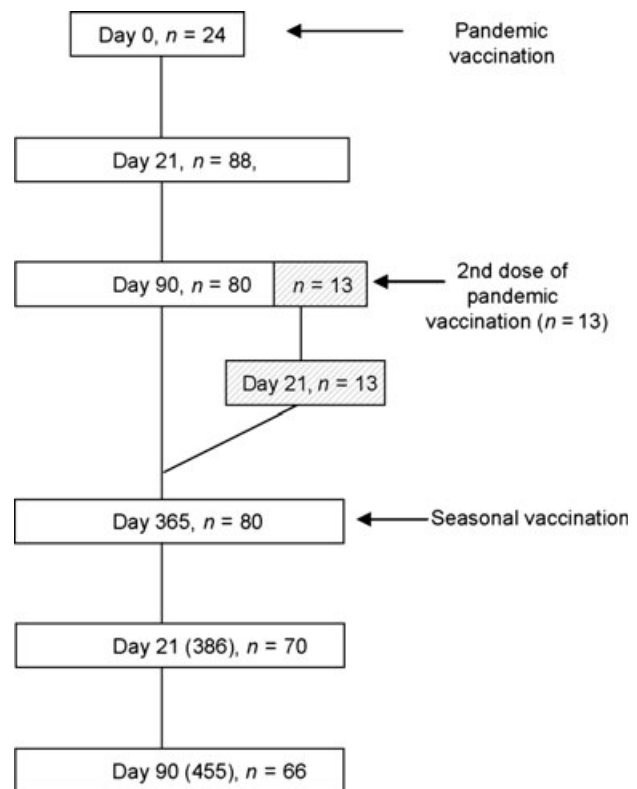 Day 0, n = 24
Pandemic
vaccination
Day 21, n = 88,
Day 90, n = 80
n = 13
2nd dose of
pandemic
vaccination (n = 13)
Day 21, n = 13
Day 365, n = 80
Seasonal vaccination
Day 21 (386), n = 70
Day 90 (455), n = 66